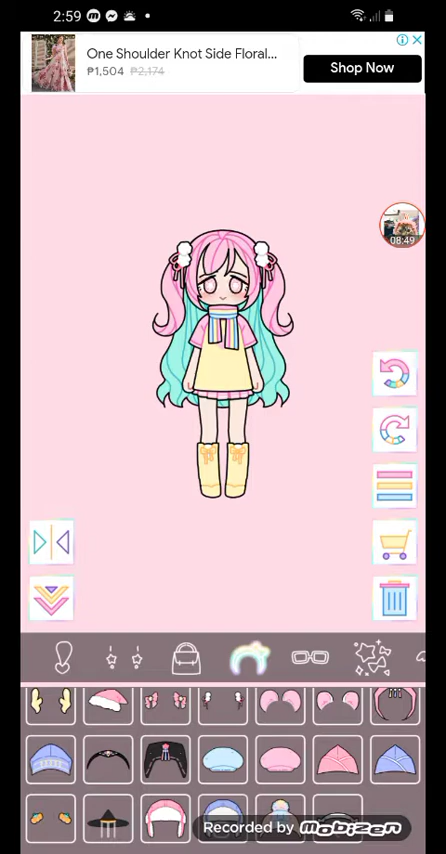 2:59
One Shoulder Knot Side Floral...
₱1,504 ₱2,174
Shop Now
08:49
Recorded by Mobizen